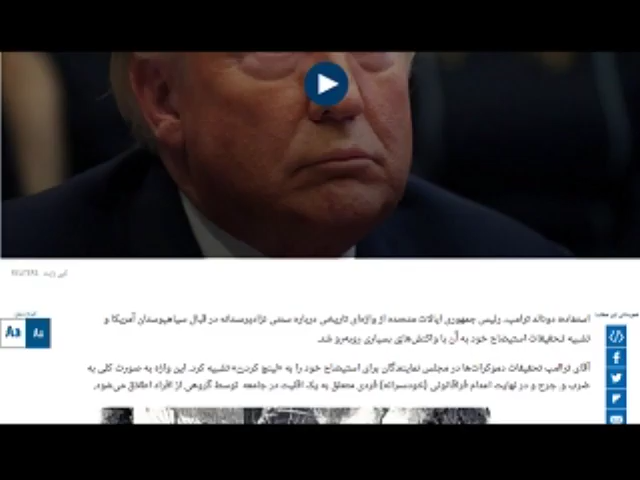 استفاده دونالد ترامپ، رئیس جمهوری ایالات متحده از واژه‌ای تاریخی درباره سنتی نژادپرستانه در قبال سیاهپوستان آمریکا و
تشبیه تحقیقات استیضاح خود به آن با واکنش‌های بسیاری روبه‌رو شد.
آقای ترامپ تحقیقات دموکرات‌ها در مجلس نمایندگان برای استیضاح خود را به «لینچ کردن» تشبیه کرد. این واژه به صورت کلی به
ضرب و جرح و در نهایت اعدام فراقانونی (خودسرانه) فردی متعلق به یک اقلیت در جامعه توسط گروهی از افراد اطلاق می‌شود.
Aa Aa